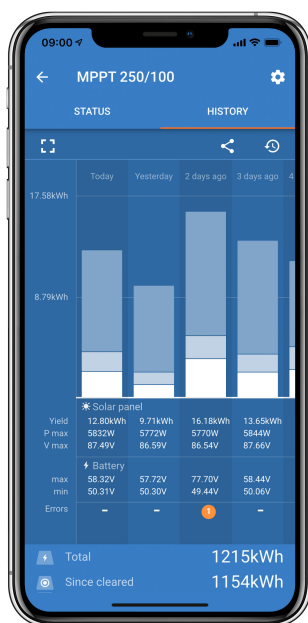 09:00
MPPT 250/100
STATUS HISTORY
Today Yesterday 2 days ago 3 days ago 4
17.58kWh
8.79kWh
Solar panel
Yield 12.80kWh 9.71kWh 16.18kWh 13.65kWh
P max 5832W 5772W 5770W 5844W
V max 87.49V 86.59V 86.54V 87.66V
Battery
max 58.32V 57.72V 77.70V 58.44V
min 50.31V 50.30V 49.44V 50.06V
Errors – – 1 –
Total 1215kWh
Since cleared 1154kWh